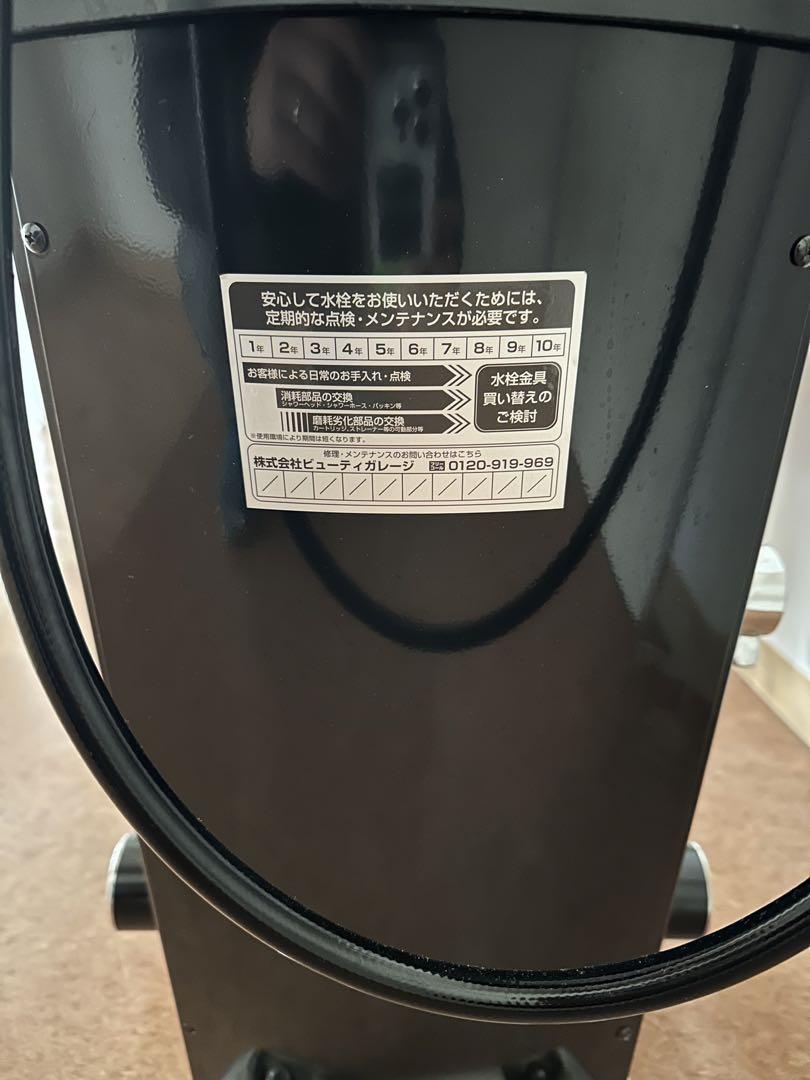 安心して水栓をお使いいただくためには、
定期的な点検・メンテナンスが必要です。
1年 2年 3年 4年 5年 6年 7年 8年 9年 10年
お客様による日常のお手入れ・点検
消耗部品の交換
シャワーヘッド・シャワーホース・パッキン等
磨耗劣化部品の交換
カートリッジ、ストレーナー等の可動部分等
水栓金具
買い替えの
ご検討
※使用環境により期間は短くなります。
修理・メンテナンスのお問い合わせはこちら
株式会社ビューティガレージ 0120-919-969
／ ／ ／ ／ ／ ／ ／ ／ ／ ／